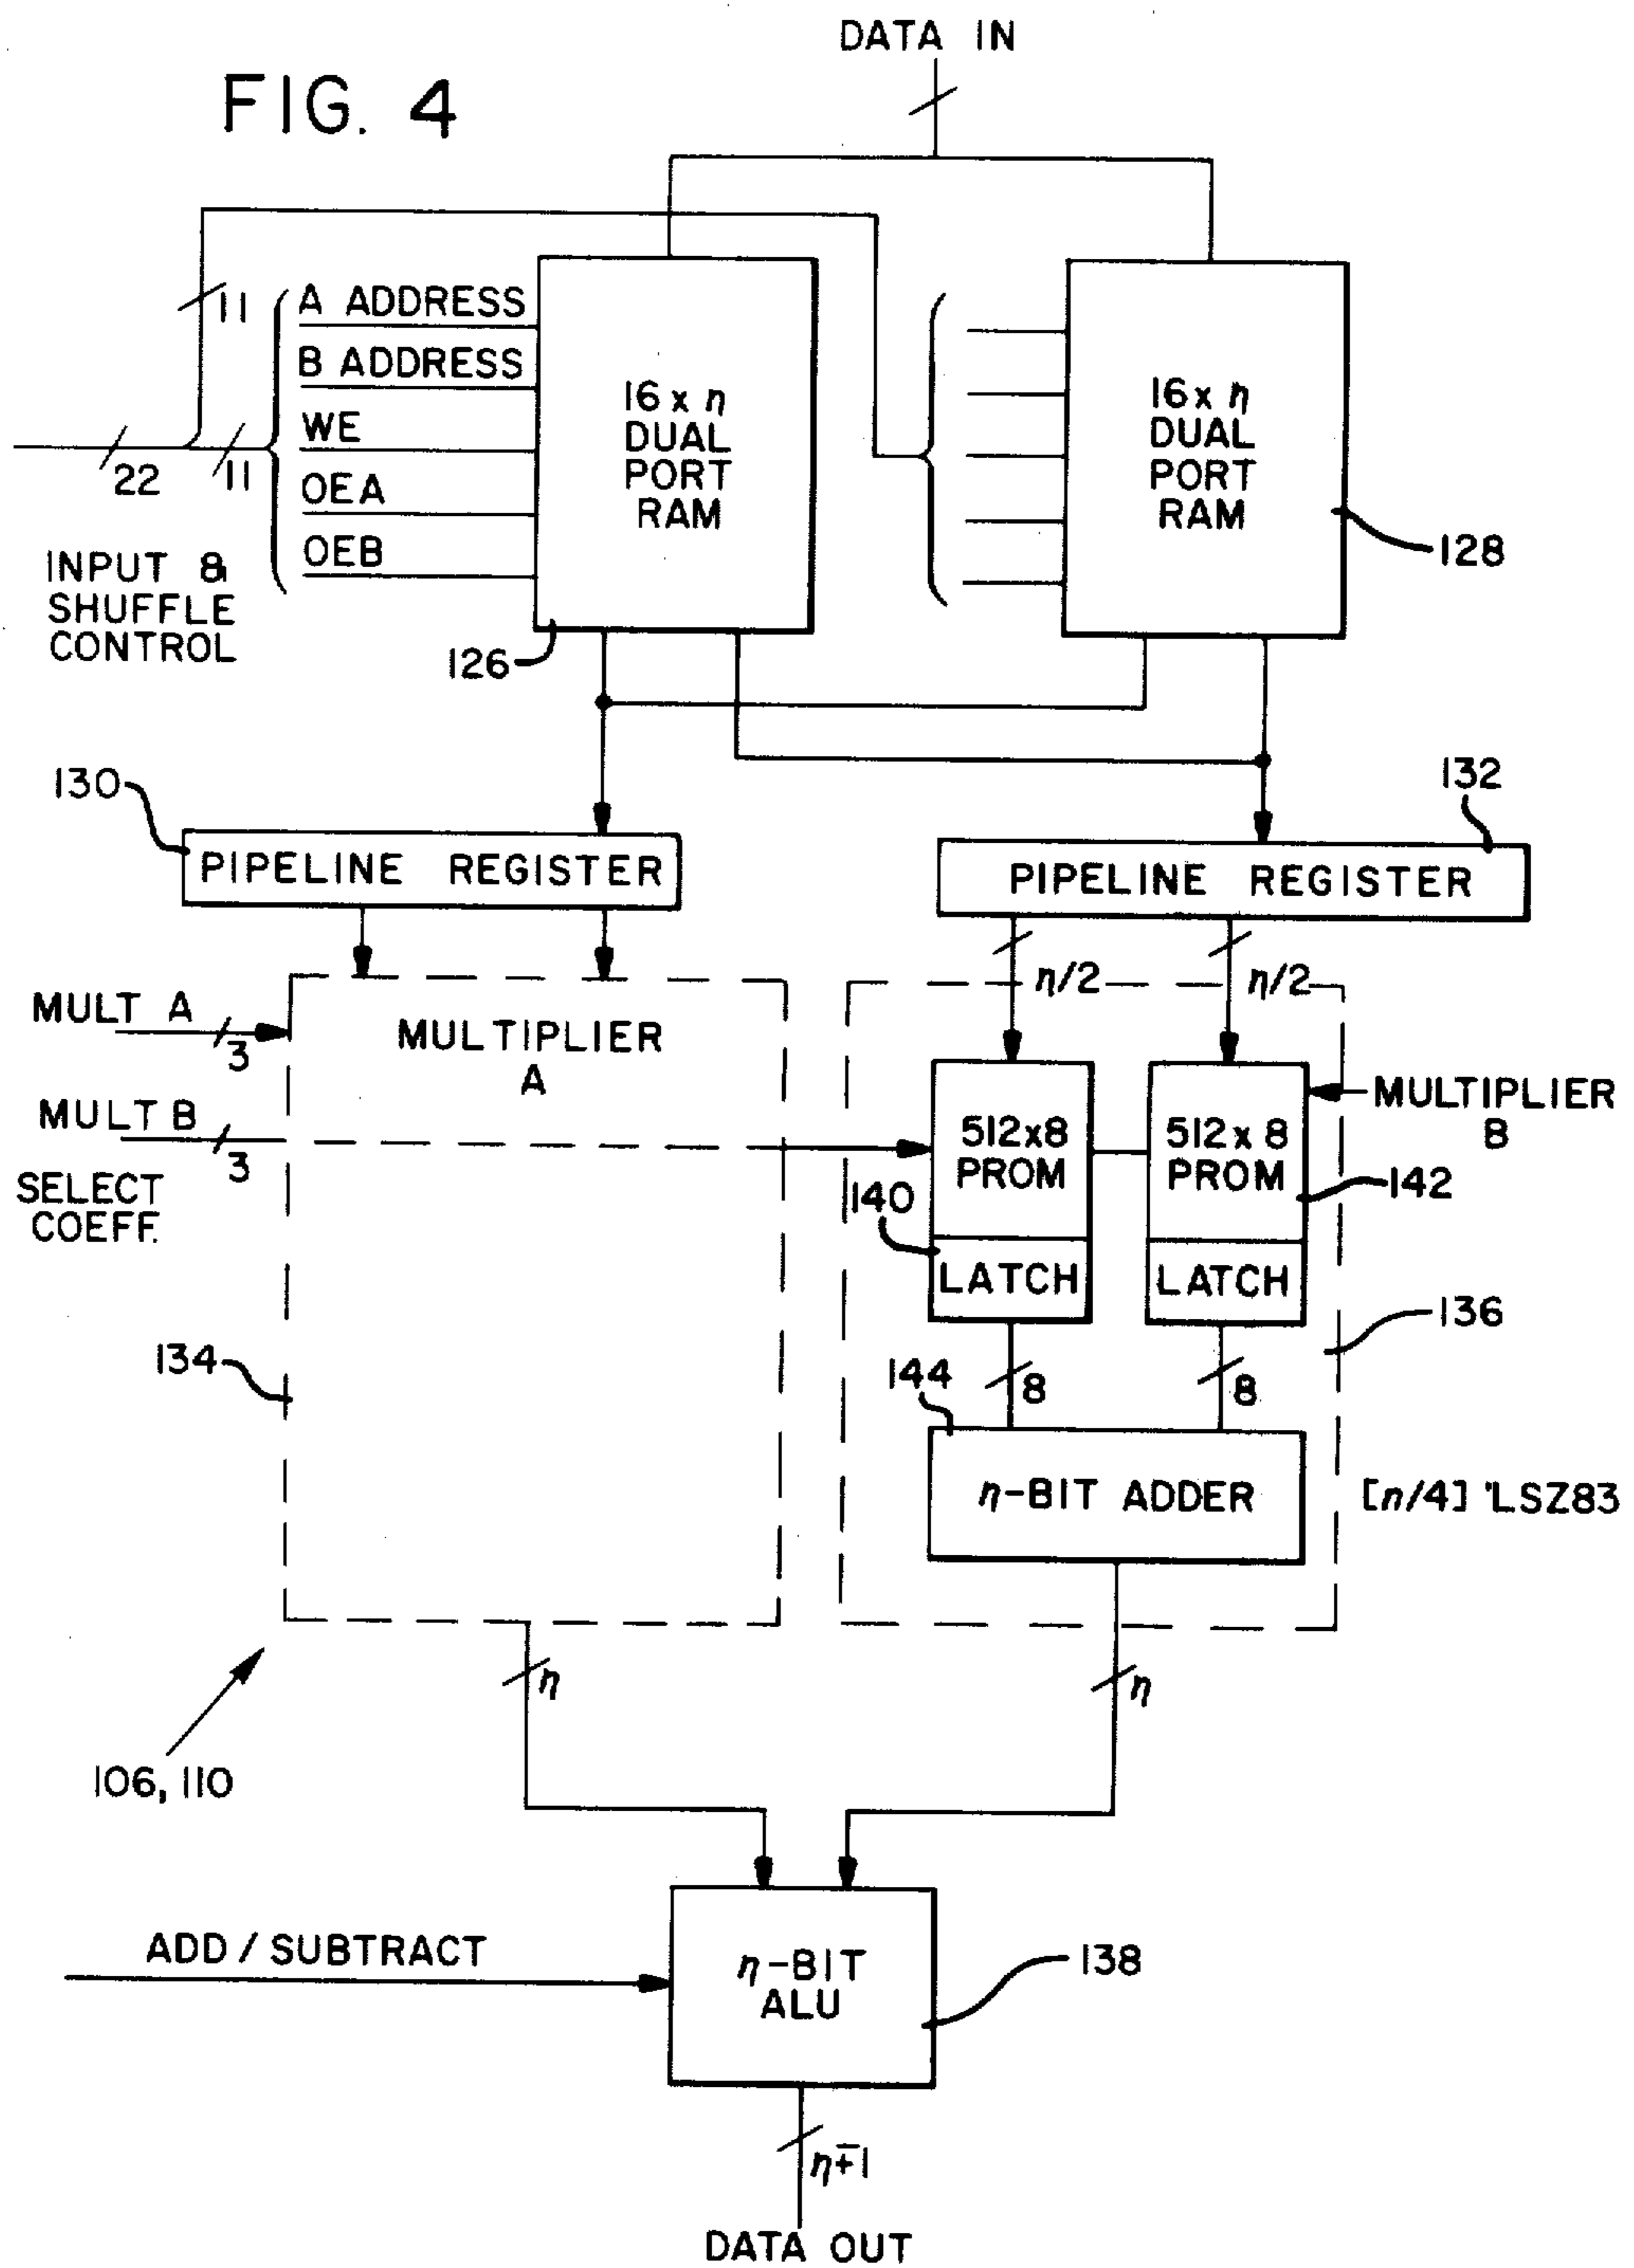 DATA IN
FIG. 4
11
A ADDRESS
B ADDRESS
WE
OEA
OEB
22
11
INPUT &
SHUFFLE
CONTROL
16 x η
DUAL
PORT
RAM
126
16 x η
DUAL
PORT
RAM
128
130
PIPELINE REGISTER
132
PIPELINE REGISTER
η/2
η/2
MULT A
3
MULTIPLIER
A
MULT B
3
SELECT
COEFF.
512x8
PROM
512x 8
PROM
MULTIPLIER
B
140
142
LATCH
LATCH
134
136
8
8
144
η-BIT ADDER
[n/4] 'LSZ83
η
η
106, 110
ADD / SUBTRACT
η-BIT
ALU
138
η∓1
DATA OUT